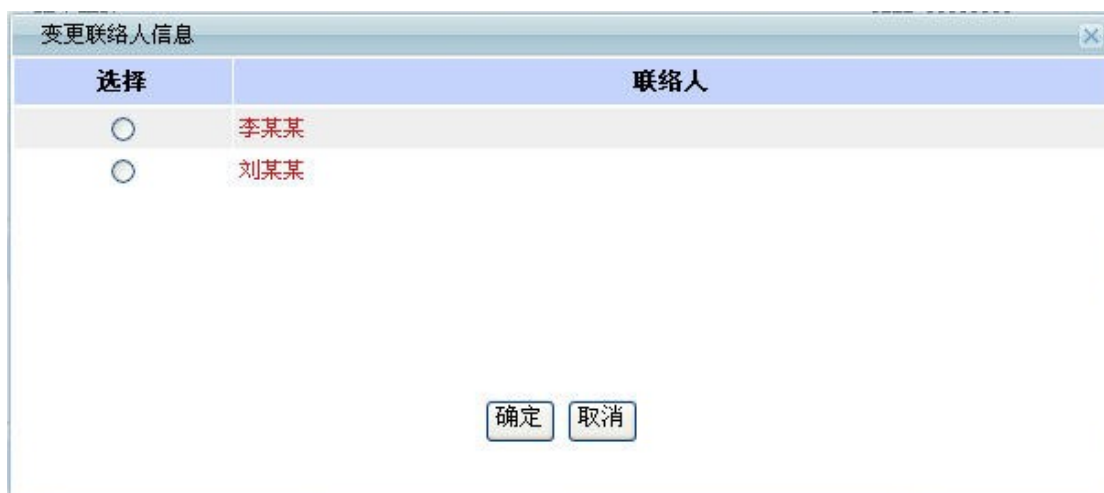 变更联络人信息
选择 联络人
李某某
刘某某
确定 取消